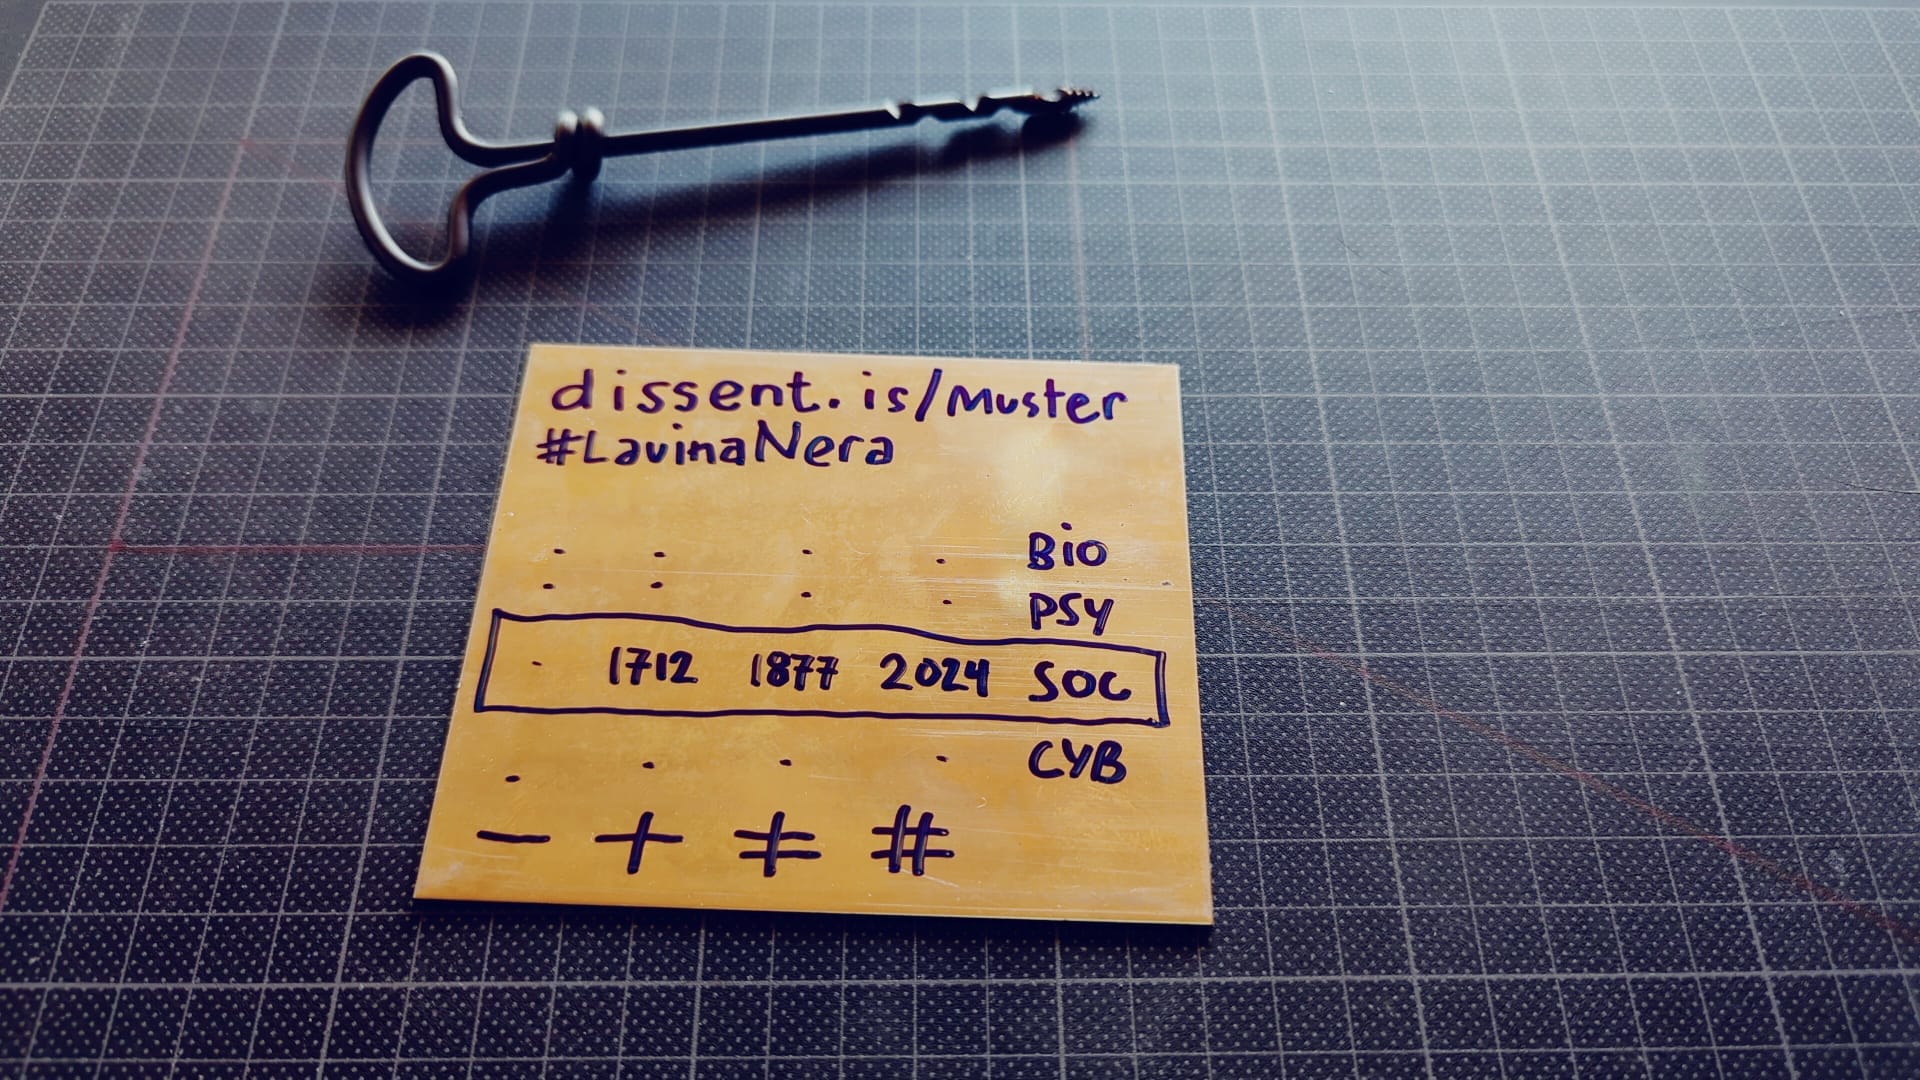 dissent.is/Muster
#LavinaNera
. . . . BIO
. . . . PSY
. 1712 1877 2024 SOC
. . . . CYB
- + ≠ #